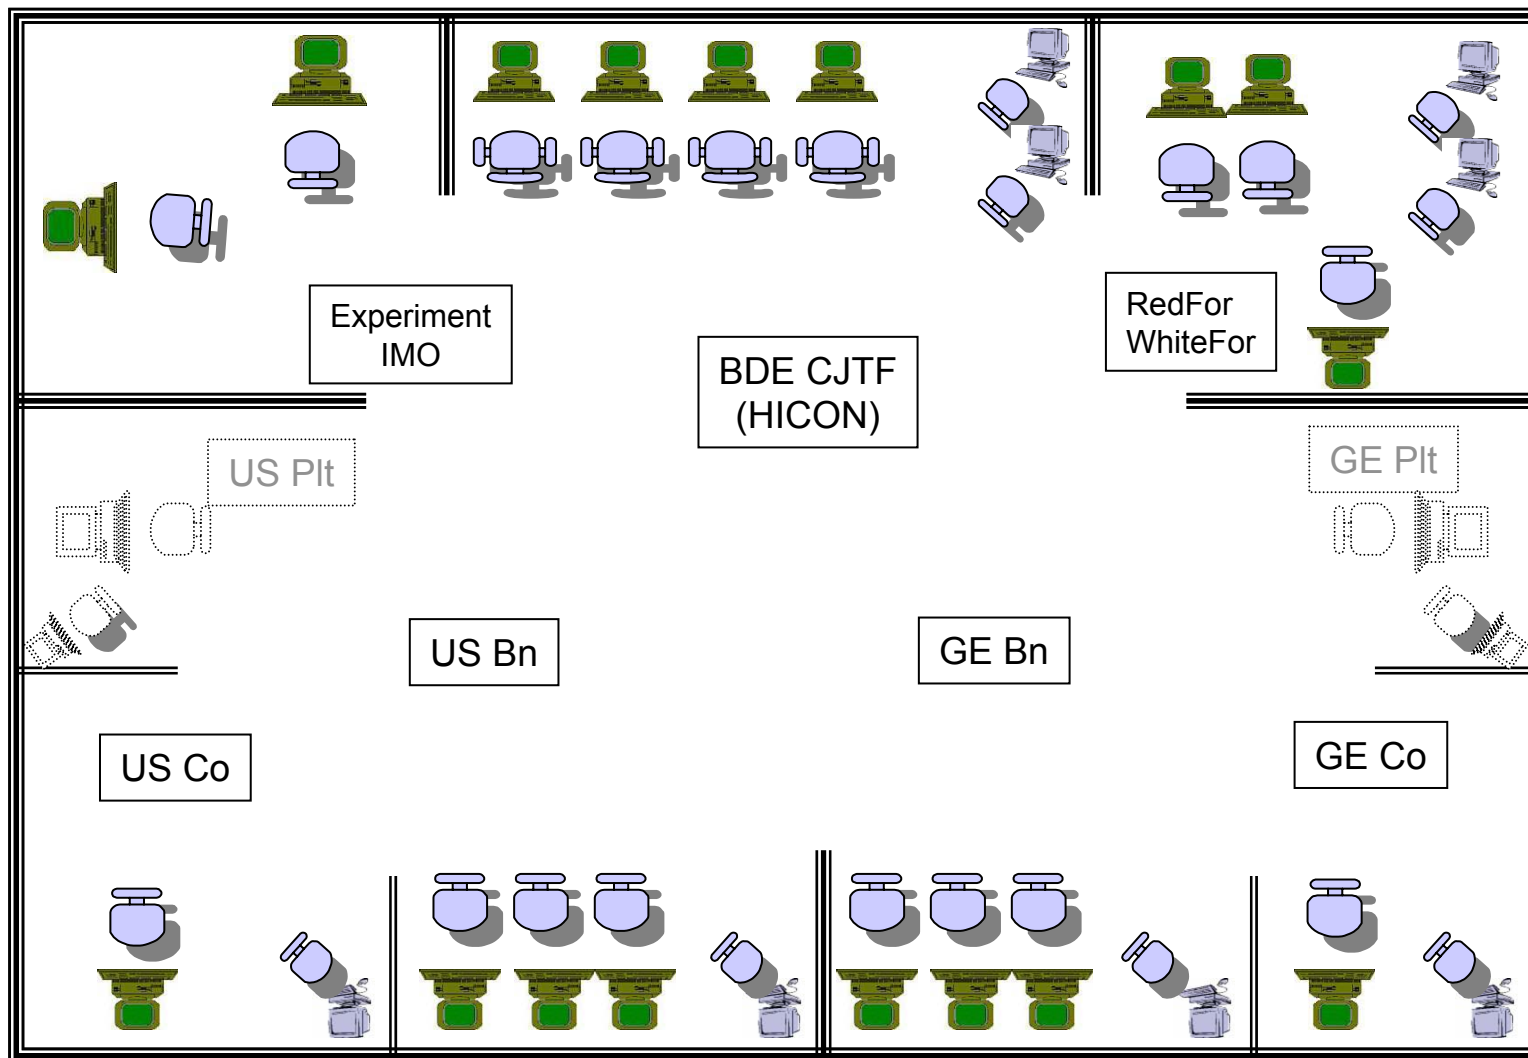 Experiment
IMO
BDE CJTF
(HICON)
RedFor
WhiteFor
US Plt
GE Plt
US Bn
GE Bn
US Co
GE Co